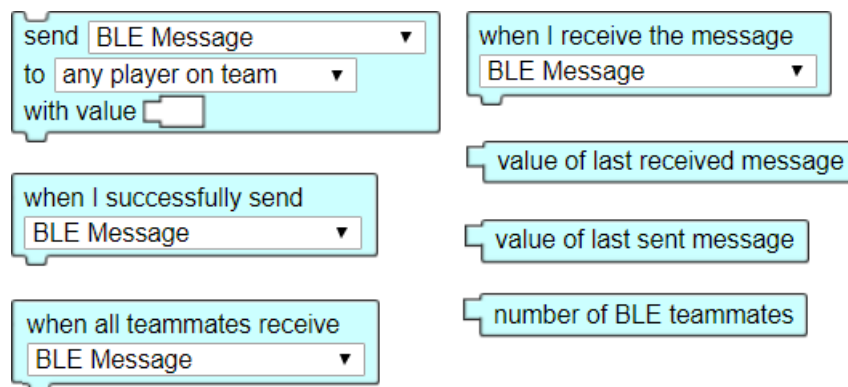 send BLE Message
to any player on team
with value
when I successfully send
BLE Message
when all teammates receive
BLE Message
when I receive the message
BLE Message
value of last received message
value of last sent message
number of BLE teammates